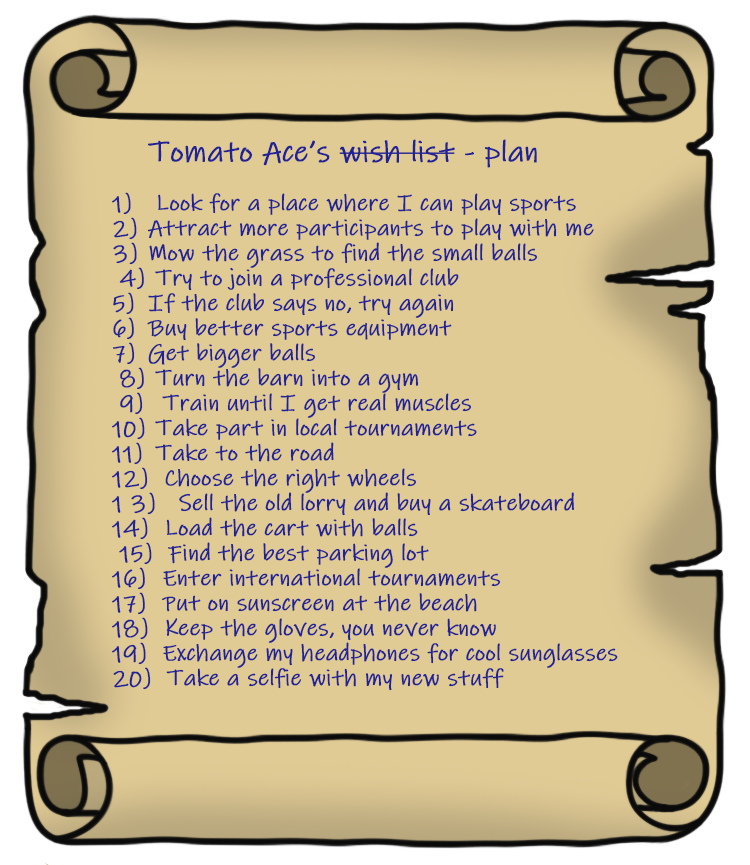 Tomato Ace's wish list - plan
1) Look for a place where I can play sports
2) Attract more participants to play with me
3) Mow the grass to find the small balls
4) Try to join a professional club
5) If the club says no, try again
6) Buy better sports equipment
7) Get bigger balls
8) Turn the barn into a gym
9) Train until I get real muscles
10) Take part in local tournaments
11) Take to the road
12) Choose the right wheels
1 3) Sell the old lorry and buy a skateboard
14) Load the cart with balls
15) Find the best parking lot
16) Enter international tournaments
17) Put on sunscreen at the beach
18) Keep the gloves, you never know
19) Exchange my headphones for cool sunglasses
20) Take a selfie with my new stuff